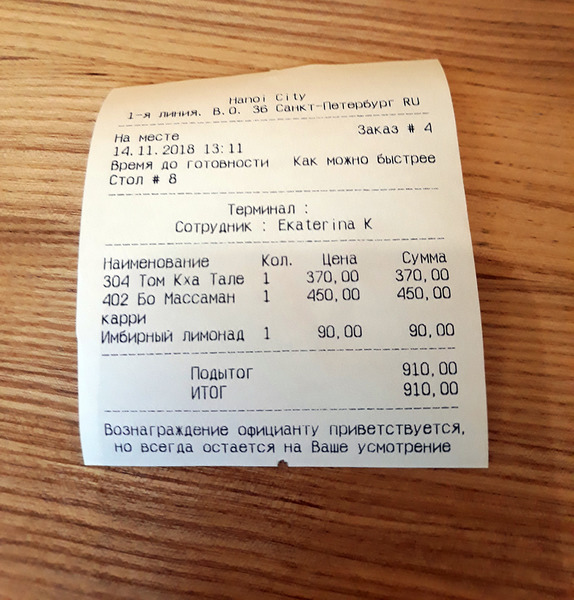 Hanoi City
1-я линия. В.О. 36 Санкт-Петербург RU
На месте Заказ # 4
14.11.2018 13:11
Время до готовности Как можно быстрее
Стол # 8
Терминал :
Сотрудник : Ekaterina K
Наименование Кол. Цена Сумма
304 Том Кха Тале 1 370,00 370,00
402 Бо Массаман 1 450,00 450,00
карри
Имбирный лимонад 1 90,00 90,00
Подытог 910,00
ИТОГ 910,00
Вознаграждение официанту приветствуется,
но всегда остается на Ваше усмотрение